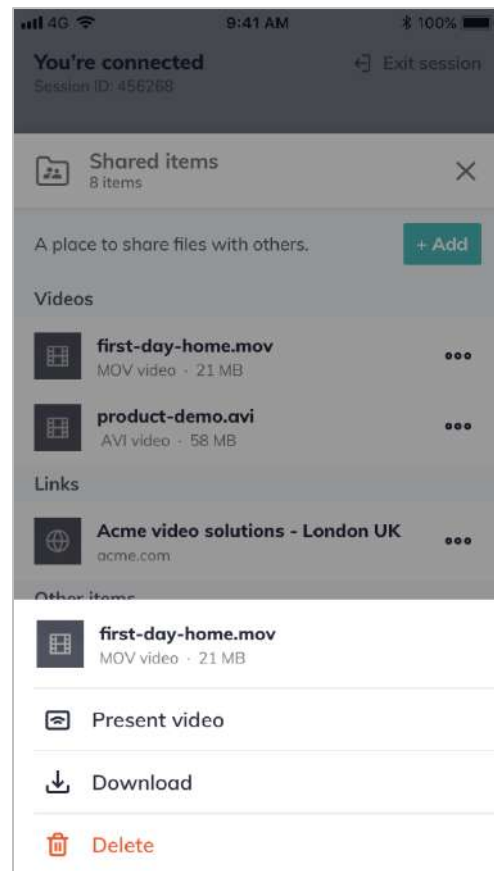 4G 9:41 AM 100%
You're connected
Exit session
Session ID: 456268
Shared items
8 items
A place to share files with others.
+ Add
Videos
first-day-home.mov
MOV video · 21 MB
product-demo.avi
AVI video · 58 MB
Links
Acme video solutions - London UK
acme.com
Other items
first-day-home.mov
MOV video · 21 MB
Present video
Download
Delete